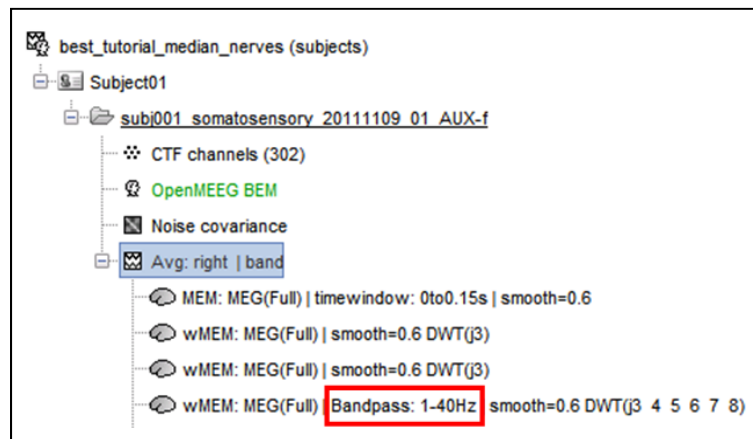 best_tutorial_median_nerves (subjects)
Subject01
subj001_somatosensory_20111109_01_AUX-f
CTF channels (302)
OpenMEEG BEM
Noise covariance
Avg: right | band
MEM: MEG(Full) | timewindow: 0to0.15s | smooth=0.6
wMEM: MEG(Full) | smooth=0.6 DWT(j3)
wMEM: MEG(Full) | smooth=0.6 DWT(j3)
wMEM: MEG(Full) | Bandpass: 1-40Hz | smooth=0.6 DWT(j3 4 5 6 7 8)